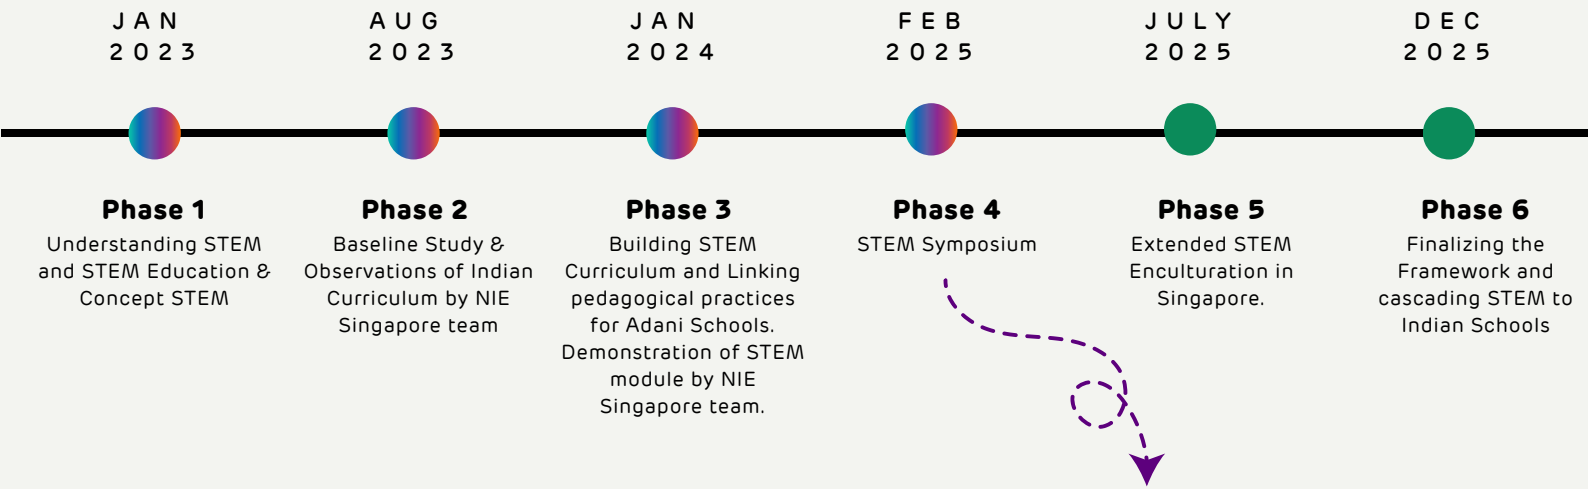 JAN
2023
AUG
2023
JAN
2024
FEB
2025
JULY
2025
DEC
2025
Phase 1
Understanding STEM
and STEM Education &
Concept STEM
Phase 2
Baseline Study &
Observations of Indian
Curriculum by NIE
Singapore team
Phase 3
Building STEM
Curriculum and Linking
pedagogical practices
for Adani Schools.
Demonstration of STEM
module by NIE
Singapore team.
Phase 4
STEM Symposium
Phase 5
Extended STEM
Enculturation in
Singapore.
Phase 6
Finalizing the
Framework and
cascading STEM to
Indian Schools